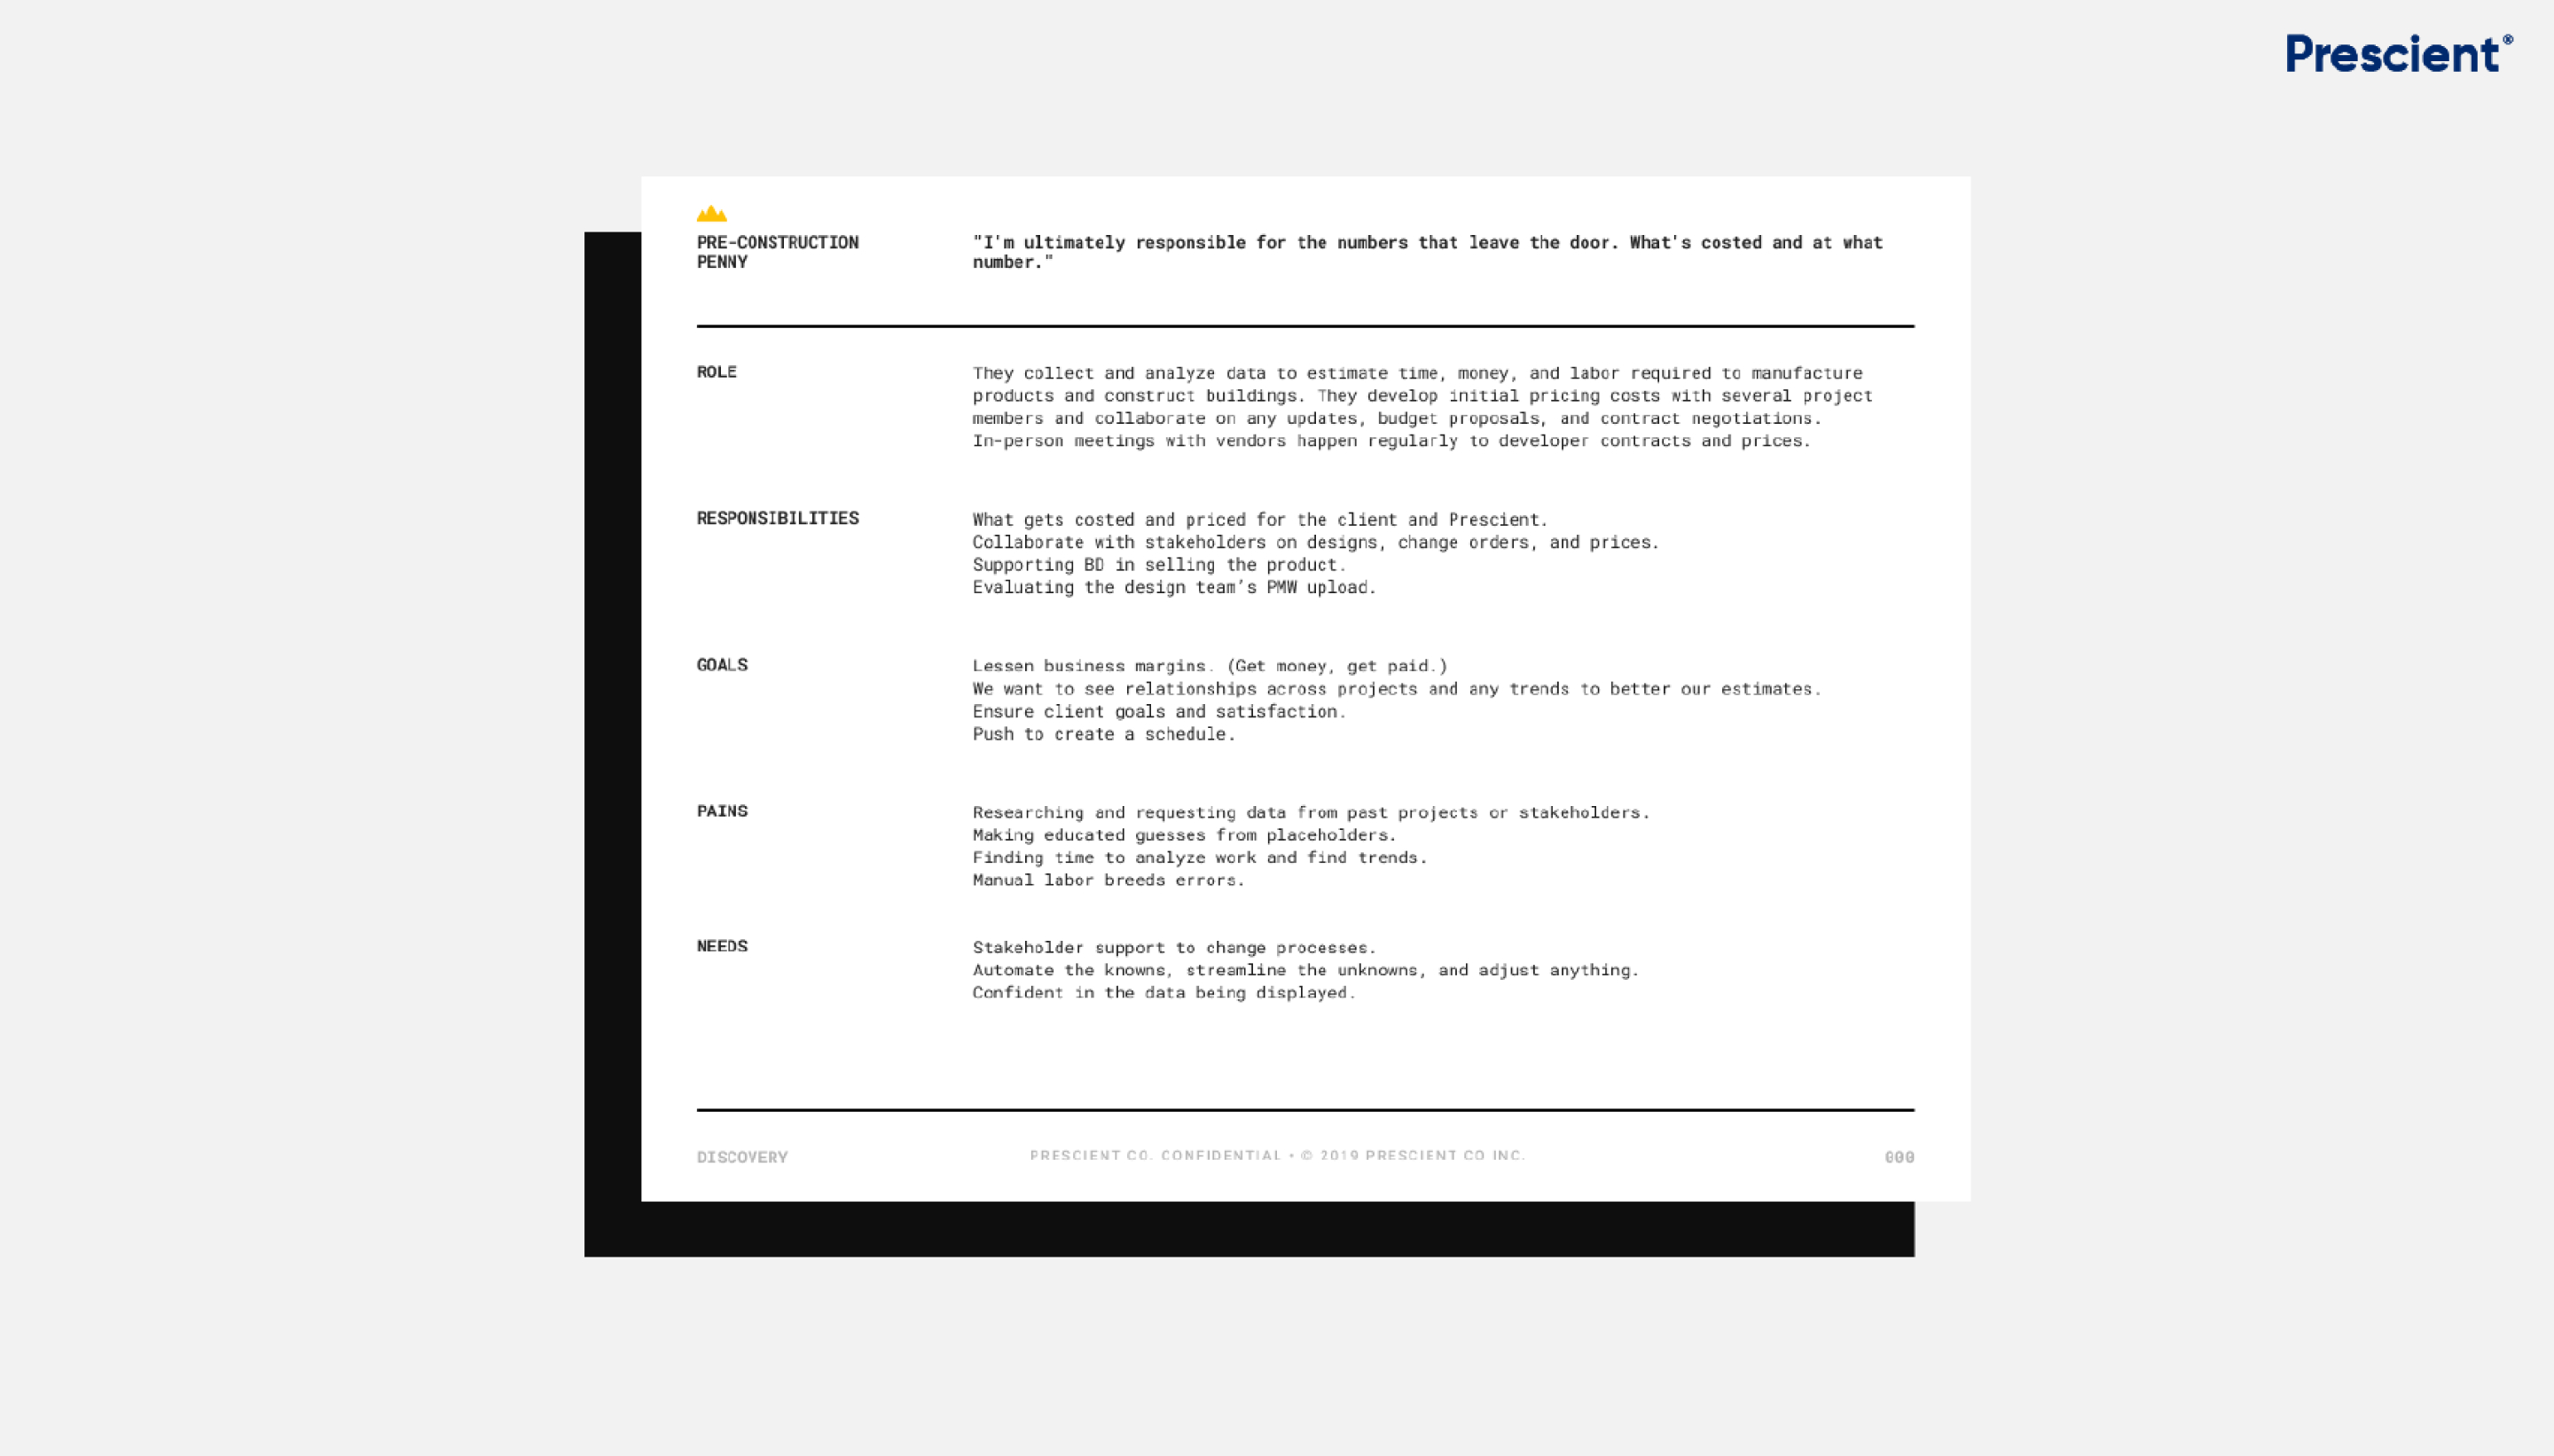 Prescient®
PRE-CONSTRUCTION
PENNY
"I'm ultimately responsible for the numbers that leave the door. What's costed and at what
number."
ROLE
They collect and analyze data to estimate time, money, and labor required to manufacture
products and construct buildings. They develop initial pricing costs with several project
members and collaborate on any updates, budget proposals, and contract negotiations.
In-person meetings with vendors happen regularly to developer contracts and prices.
RESPONSIBILITIES
What gets costed and priced for the client and Prescient.
Collaborate with stakeholders on designs, change orders, and prices.
Supporting BD in selling the product.
Evaluating the design team’s PMW upload.
GOALS
Lessen business margins. (Get money, get paid.)
We want to see relationships across projects and any trends to better our estimates.
Ensure client goals and satisfaction.
Push to create a schedule.
PAINS
Researching and requesting data from past projects or stakeholders.
Making educated guesses from placeholders.
Finding time to analyze work and find trends.
Manual labor breeds errors.
NEEDS
Stakeholder support to change processes.
Automate the knowns, streamline the unknowns, and adjust anything.
Confident in the data being displayed.
DISCOVERY
PRESCIENT CO. CONFIDENTIAL • © 2019 PRESCIENT CO INC.
000